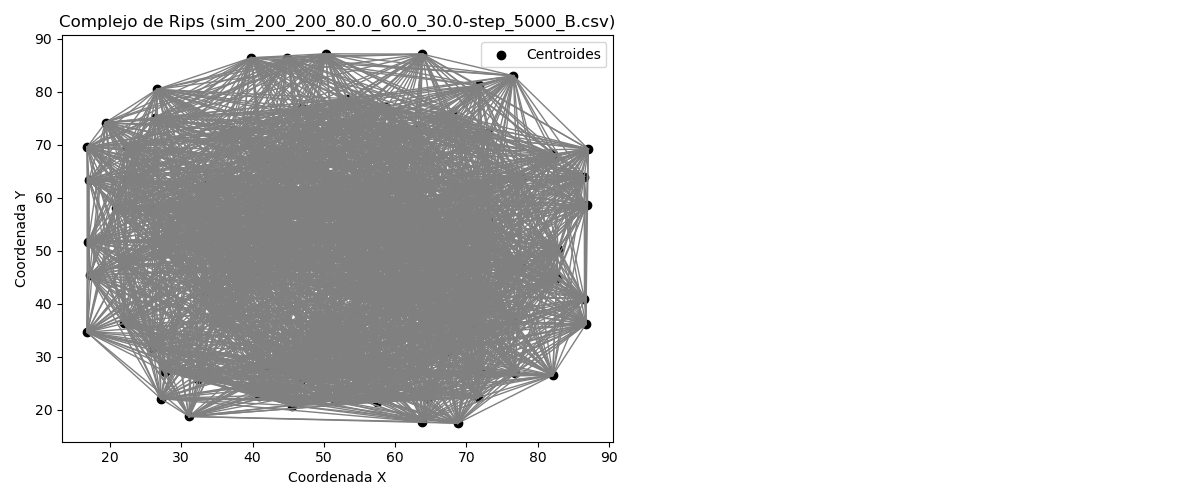 Complejo de Rips (sim_200_200_80.0_60.0_30.0-step_5000_B.csv)
Centroides
Coordenada Y
90
80
70
60
50
40
30
20
20 30 40 50 60 70 80 90
Coordenada X